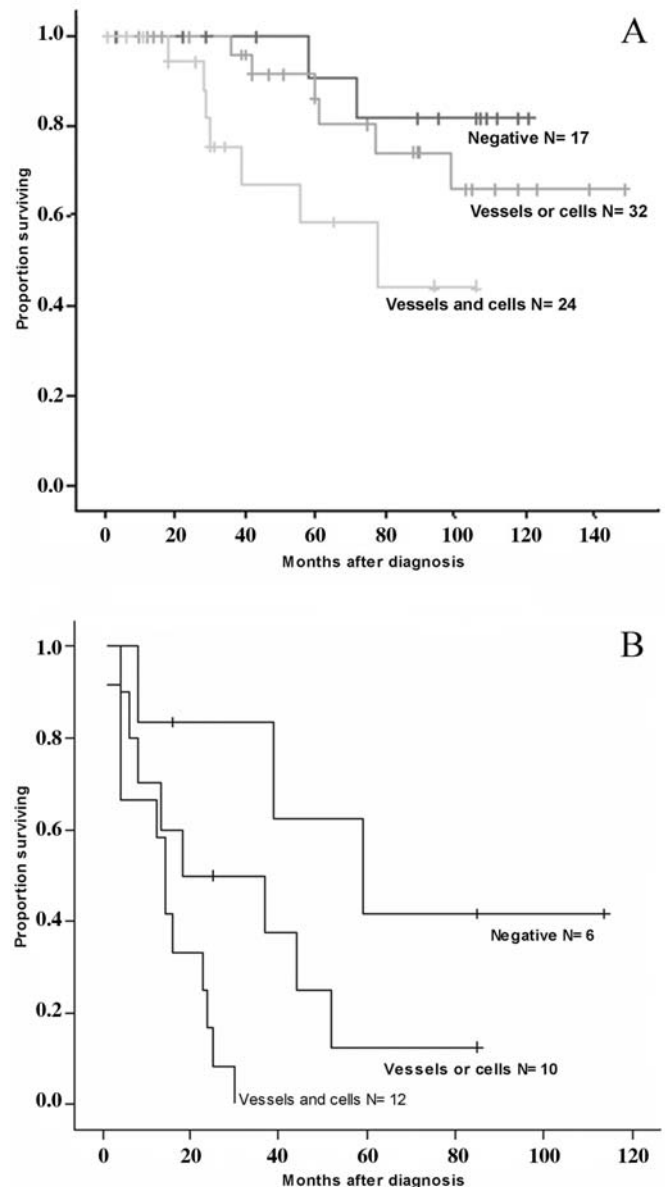 A
1.0
0.8
0.6
0.4
0.2
0.0
Proportion surviving
Negative N= 17
Vessels or cells N= 32
Vessels and cells N= 24
0 20 40 60 80 100 120 140
Months after diagnosis
B
1.0
0.8
0.6
0.4
0.2
0.0
Proportion surviving
Negative N= 6
Vessels or cells N= 10
Vessels and cells N= 12
0 20 40 60 80 100 120
Months after diagnosis